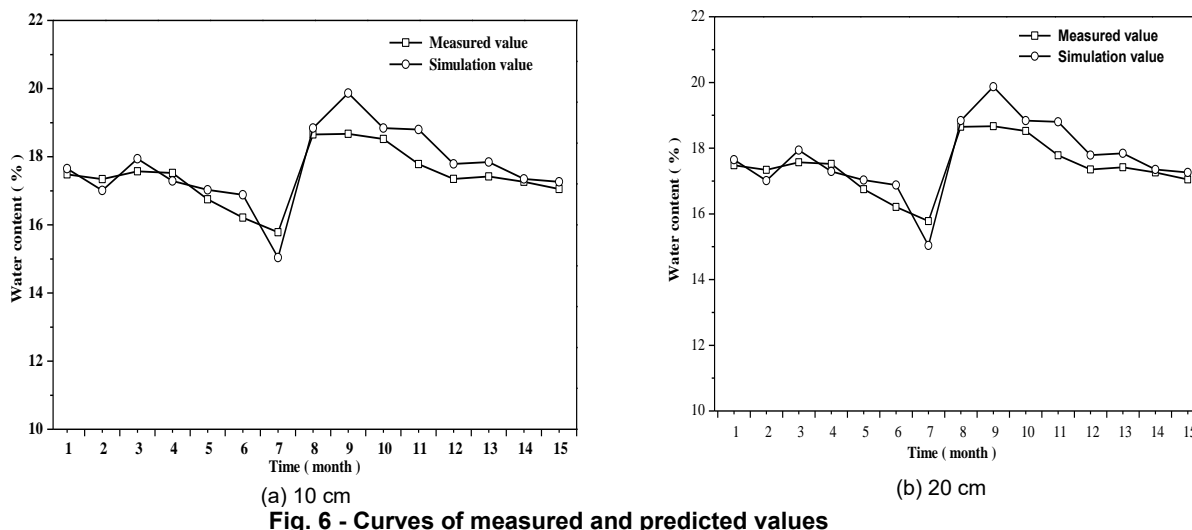 22
20
18
16
14
12
10
Water content ( % )
Measured value
Simulation value
1 2 3 4 5 6 7 8 9 10 11 12 13 14 15
Time ( month )
(a) 10 cm
22
20
18
16
14
12
10
Water content ( % )
Measured value
Simulation value
1 2 3 4 5 6 7 8 9 10 11 12 13 14 15
Time ( month )
(b) 20 cm
Fig. 6 - Curves of measured and predicted values